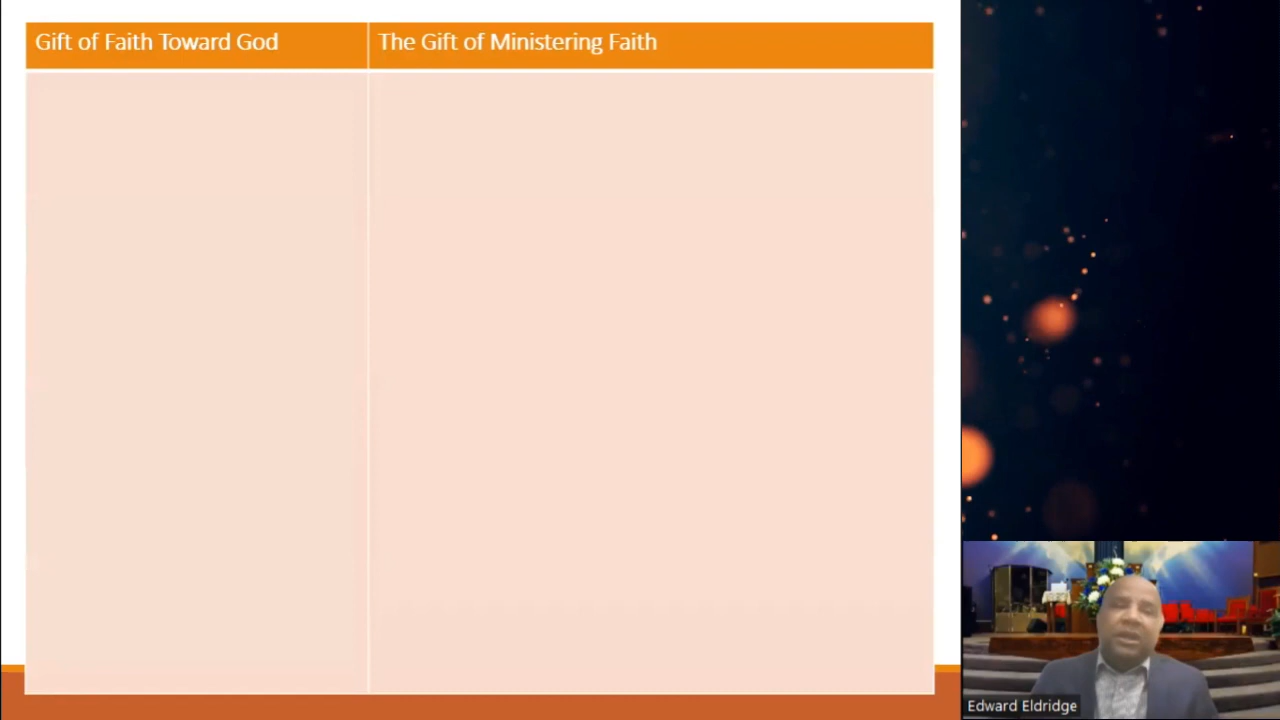 Gift of Faith Toward God
The Gift of Ministering Faith
Edward Eldridge